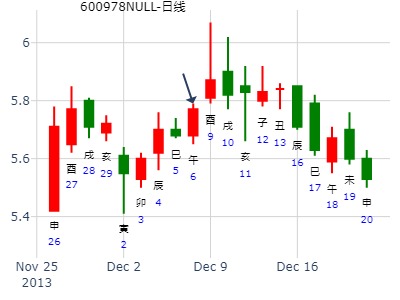 600978NULL-日线
6
5.8
5.6
5.4
申
26
酉
27
戌
28
亥
29
寅
2
卯
3
辰
4
巳
5
午
6
酉
9
戌
10
亥
11
子
12
丑
13
辰
16
巳
17
午
18
未
19
申
20
Nov 25
2013
Dec 2
Dec 9
Dec 16